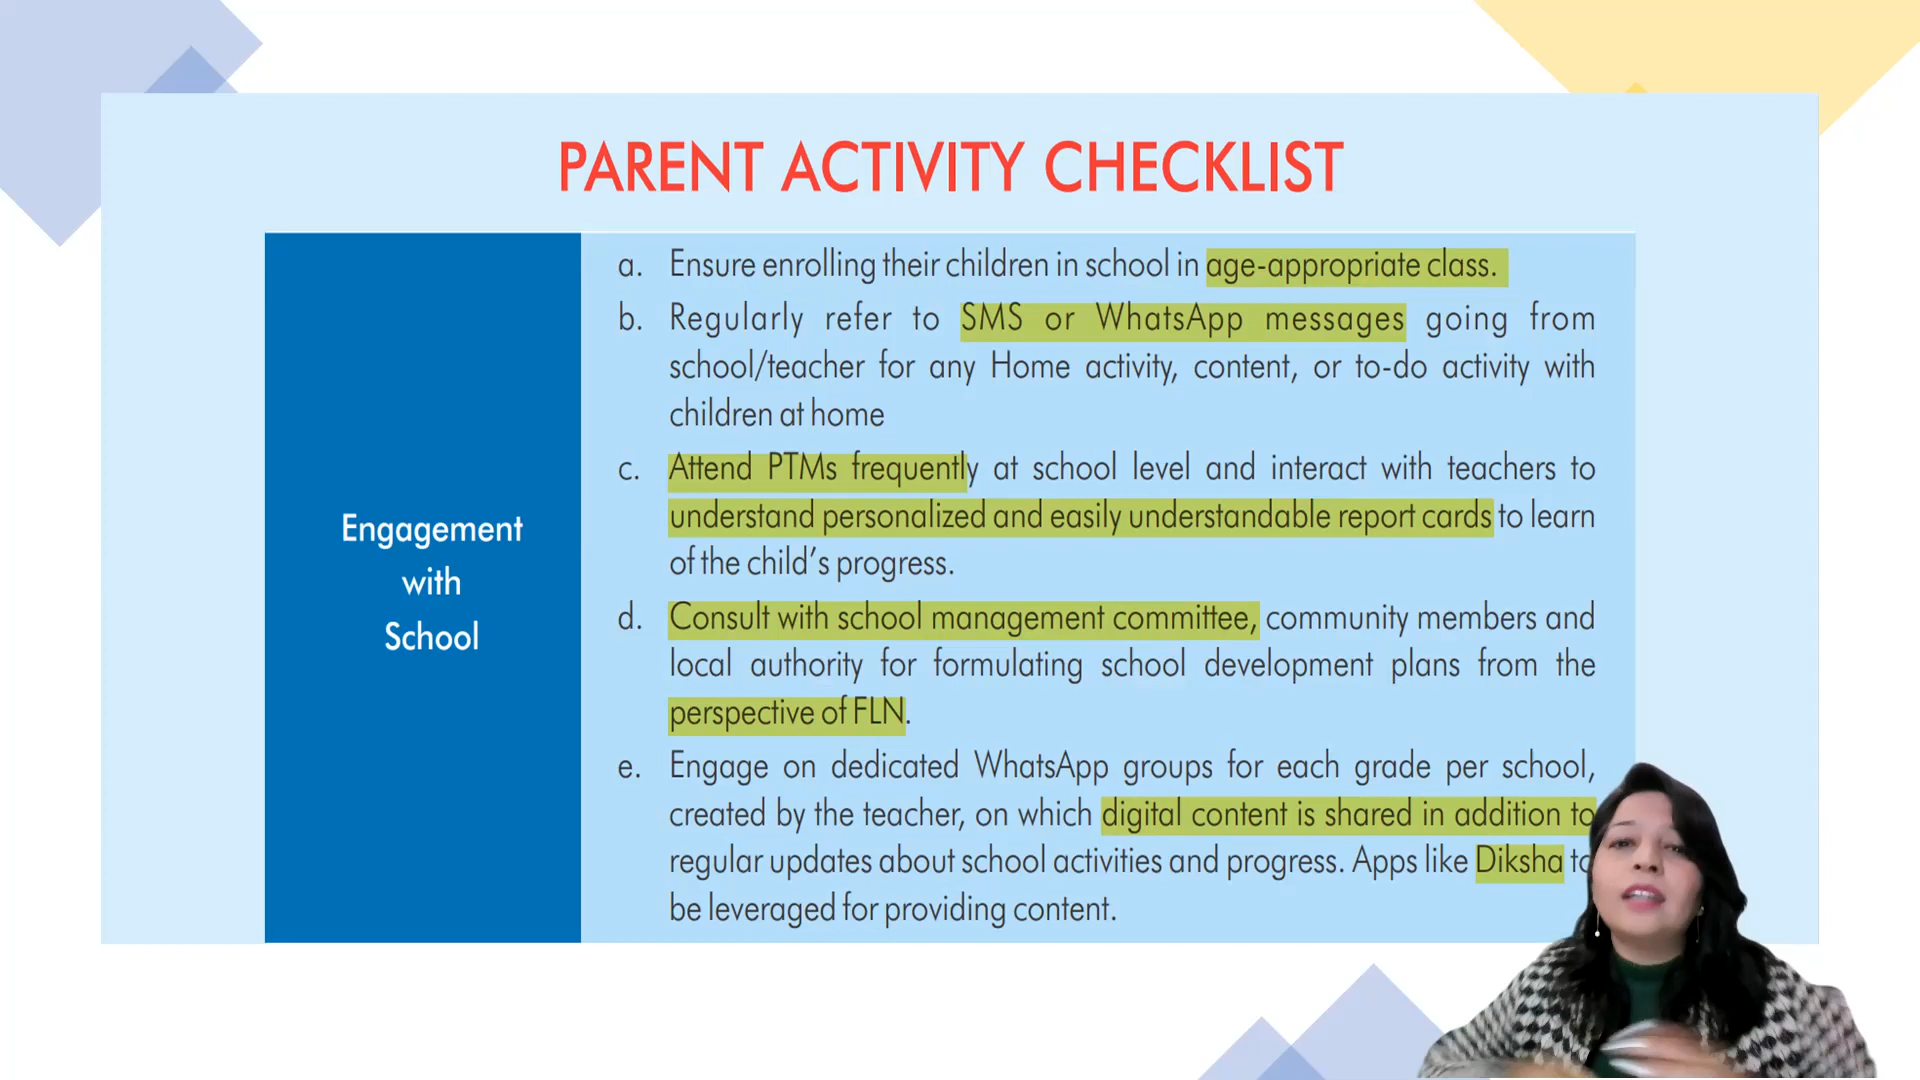 PARENT ACTIVITY CHECKLIST
Engagement
with
School
a. Ensure enrolling their children in school in age-appropriate class.
b. Regularly refer to SMS or WhatsApp messages going from
school/teacher for any Home activity, content, or to-do activity with
children at home
c. Attend PTMs frequently at school level and interact with teachers to
understand personalized and easily understandable report cards to learn
of the child's progress.
d. Consult with school management committee, community members and
local authority for formulating school development plans from the
perspective of FLN.
e. Engage on dedicated WhatsApp groups for each grade per school,
created by the teacher, on which digital content is shared in addition to
regular updates about school activities and progress. Apps like Diksha to
be leveraged for providing content.